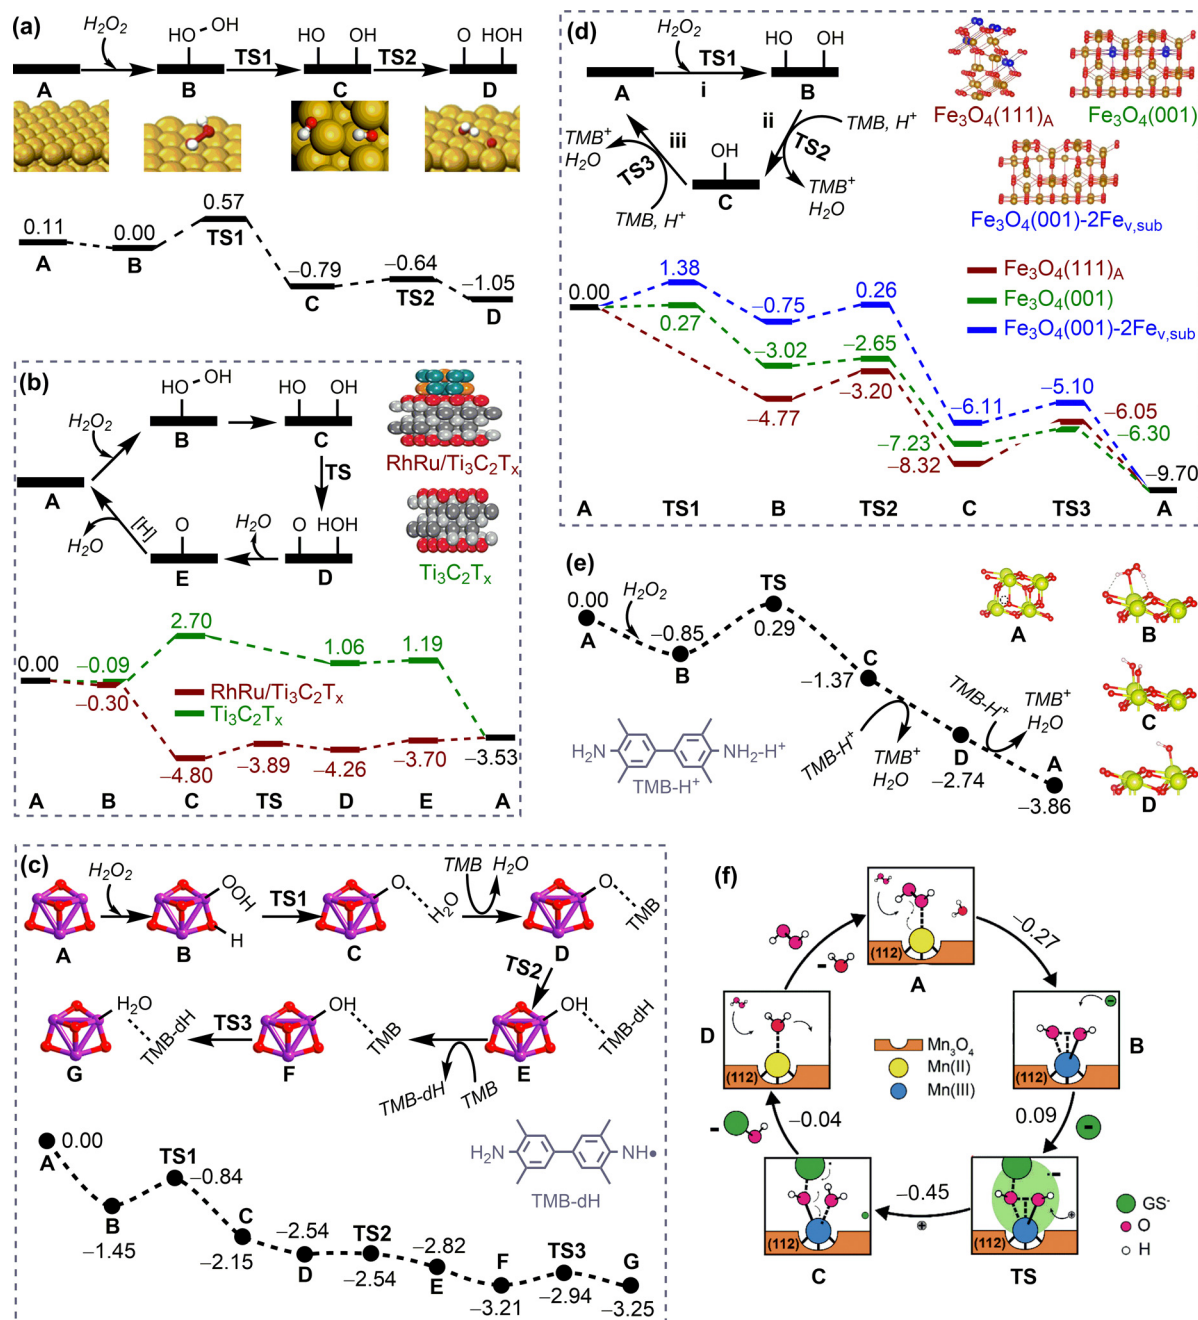 (a)
H2O2
HO
OH
TS1
HO
OH
TS2
O
HOH
A
B
C
D
0.11
A
0.00
B
0.57
TS1
−0.79
C
−0.64
TS2
−1.05
D
(b)
H2O2
HO
OH
B
HO
OH
C
A
TS
[H]
H2O
O
E
H2O
O
HOH
D
RhRu/Ti3C2Tx
Ti3C2Tx
0.00
−0.09
−0.30
2.70
1.06
1.19
RhRu/Ti3C2Tx
Ti3C2Tx
−4.80
−3.89
−4.26
−3.70
−3.53
A
B
C
TS
D
E
A
(c)
H2O2
OOH
H
TS1
O
H2O
TMB
H2O
O
TMB
A
B
C
D
TS2
H2O
TMB-dH
TS3
OH
TMB
OH
TMB-dH
TMB-dH
TMB
G
F
E
H2N
NH•
TMB-dH
0.00
A
B
−1.45
TS1
−0.84
C
−2.15
−2.54
D
TS2
−2.54
−2.82
E
F
−3.21
TS3
−2.94
G
−3.25
(d)
H2O2
TS1
i
HO
OH
A
B
TMB+
H2O
iii
TS3
TMB, H+
OH
C
ii
TS2
TMB, H+
TMB+
H2O
Fe3O4(111)A
Fe3O4(001)
Fe3O4(001)-2Fev,sub
Fe3O4(111)A
Fe3O4(001)
Fe3O4(001)-2Fev,sub
0.00
1.38
0.27
−0.75
−3.02
−4.77
0.26
−2.65
−3.20
−6.11
−7.23
−8.32
−5.10
−6.05
−6.30
−9.70
A
TS1
B
TS2
C
TS3
A
(e)
0.00
A
H2O2
−0.85
B
TS
0.29
C
−1.37
TMB-H+
TMB+
H2O
D
−2.74
TMB-H+
TMB+
H2O
A
−3.86
H2N
NH2-H+
TMB-H+
A
B
C
D
(f)
(112)
A
−0.27
(112)
B
0.09
(112)
TS
−0.45
(112)
C
−0.04
(112)
D
Mn3O4
Mn(II)
Mn(III)
GS-
O
H